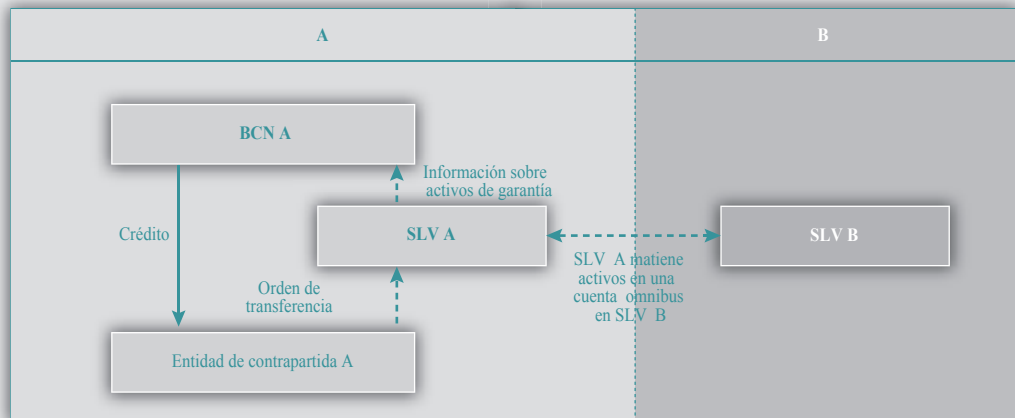 A
B
BCN A
Información sobre
activos de garantía
Crédito
SLV A
SLV B
SLV A matiene
activos en una
cuenta omnibus
en SLV B
Orden de
transferencia
Entidad de contrapartida A